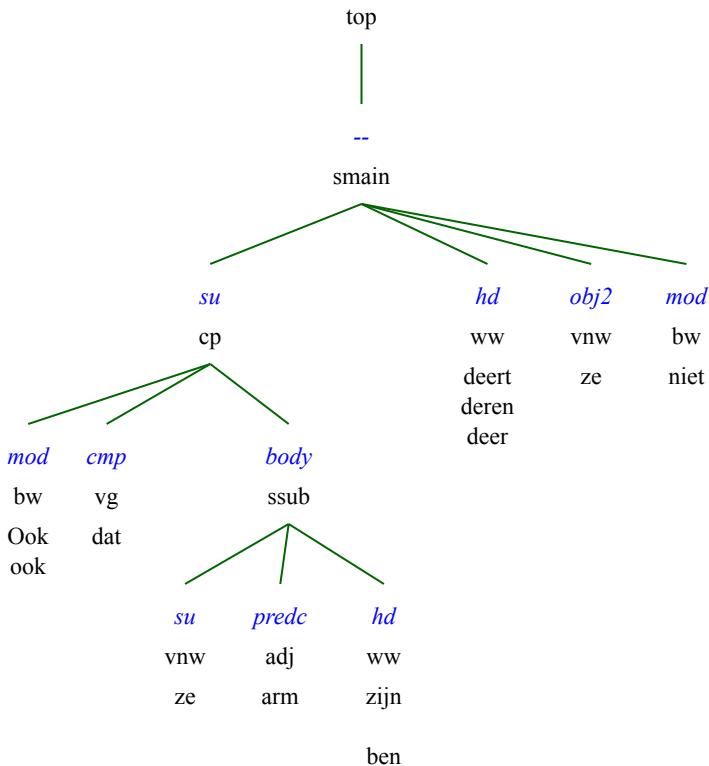 top
--
smain
su hd obj2 mod
cp ww vnw bw
deert ze niet
deren
deer
mod cmp body
bw vg ssub
Ook dat
ook
su predc hd
vnw adj ww
ze arm zijn
ben